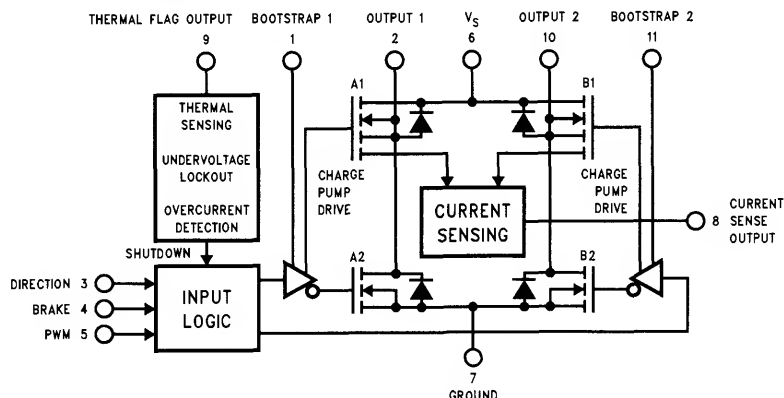 THERMAL FLAG OUTPUT
9
BOOTSTRAP 1
1
OUTPUT 1
2
VS
6
OUTPUT 2
10
BOOTSTRAP 2
11
A1
B1
THERMAL
SENSING
UNDERVOLTAGE
LOCKOUT
OVERCURRENT
DETECTION
CHARGE
PUMP
DRIVE
CURRENT
SENSING
CHARGE
PUMP
DRIVE
8
CURRENT
SENSE
OUTPUT
SHUTDOWN
A2
B2
DIRECTION 3
BRAKE 4
PWM 5
INPUT
LOGIC
7
GROUND